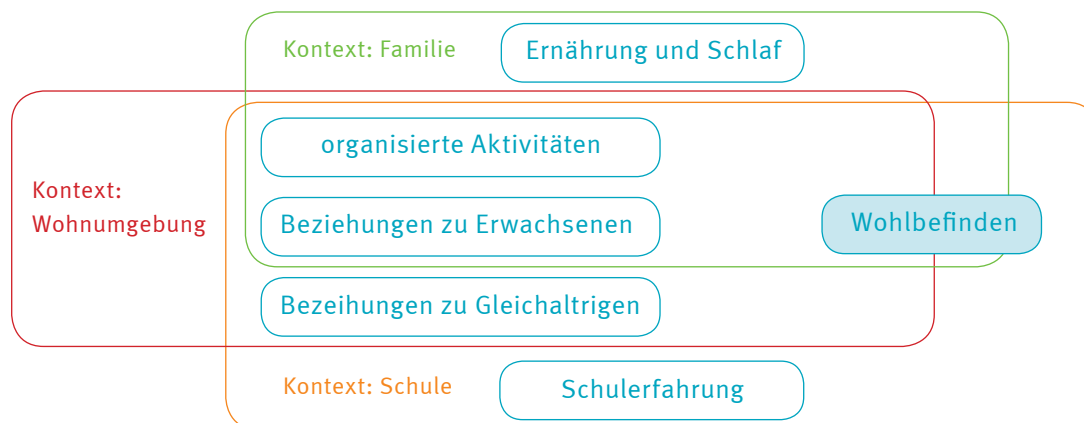 Kontext: Familie
Ernährung und Schlaf
organisierte Aktivitäten
Kontext:
Wohnumgebung
Beziehungen zu Erwachsenen
Wohlbefinden
Bezeihungen zu Gleichaltrigen
Kontext: Schule
Schulerfahrung